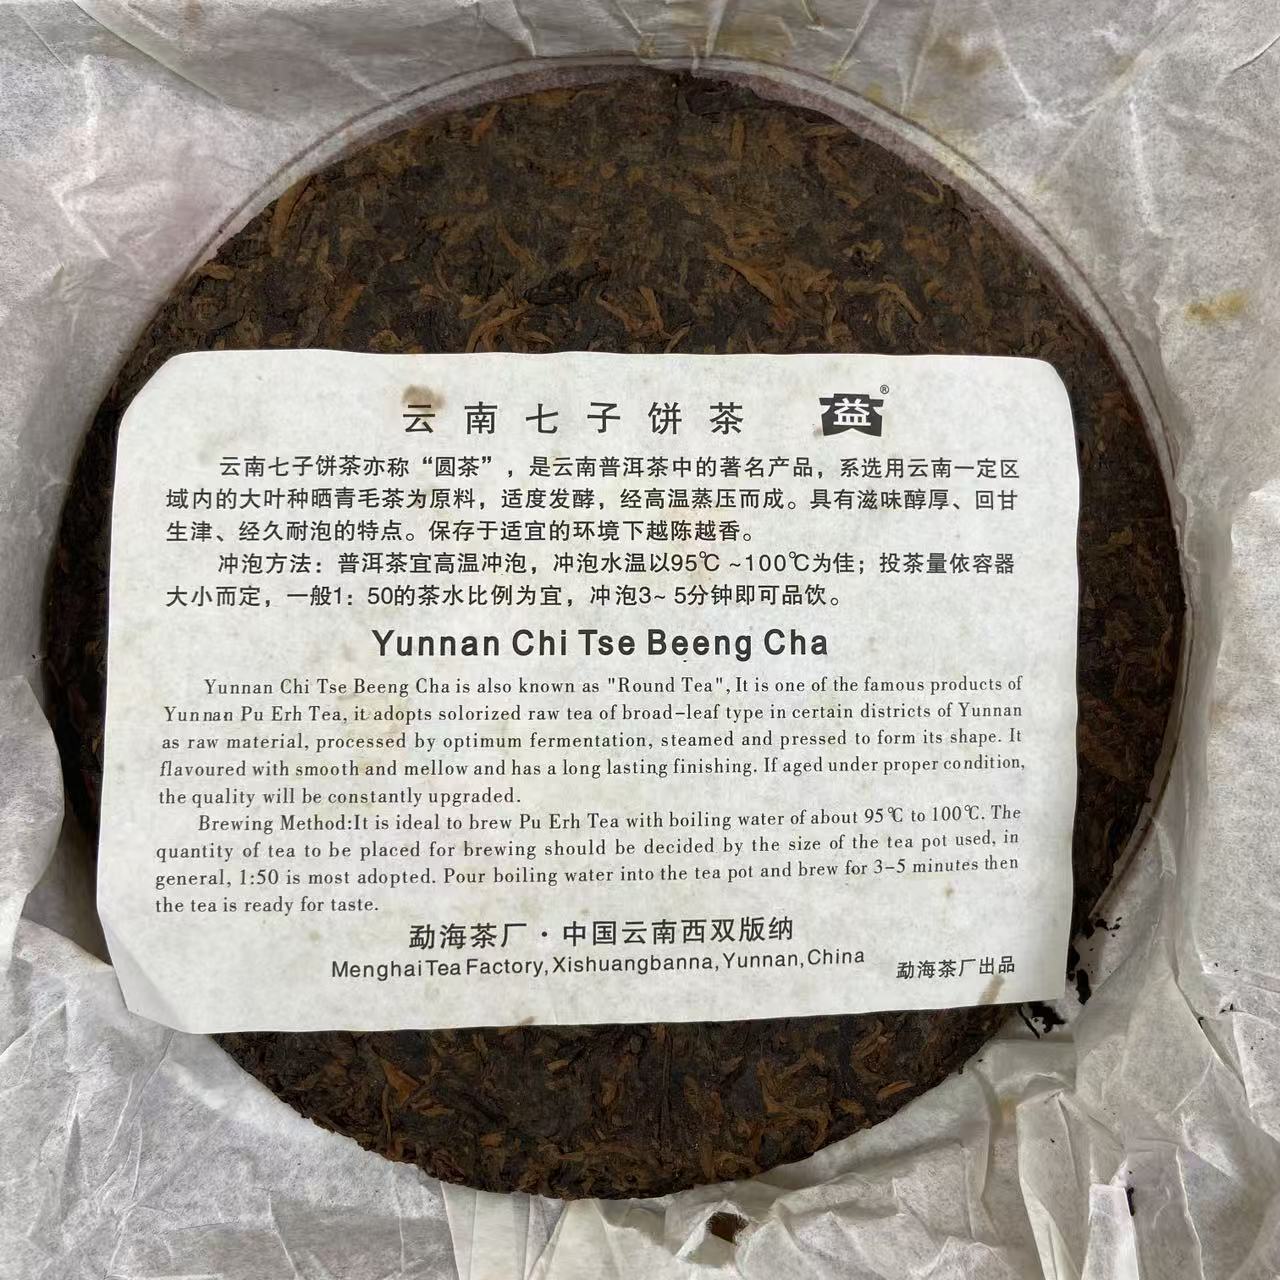 云南七子饼茶 益®
云南七子饼茶亦称“圆茶”，是云南普洱茶中的著名产品，系选用云南一定区
域内的大叶种晒青毛茶为原料，适度发酵，经高温蒸压而成。具有滋味醇厚、回甘
生津、经久耐泡的特点。保存于适宜的环境下越陈越香。
冲泡方法：普洱茶宜高温冲泡，冲泡水温以95℃ ~100℃为佳；投茶量依容器
大小而定，一般1：50的茶水比例为宜，冲泡3~ 5分钟即可品饮。
Yunnan Chi Tse Beeng Cha
Yunnan Chi Tse Beeng Cha is also known as "Round Tea", It is one of the famous products of
Yunnan Pu Erh Tea, it adopts solorized raw tea of broad-leaf type in certain districts of Yunnan
as raw material, processed by optimum fermentation, steamed and pressed to form its shape. It
flavoured with smooth and mellow and has a long lasting finishing. If aged under proper condition,
the quality will be constantly upgraded.
Brewing Method:It is ideal to brew Pu Erh Tea with boiling water of about 95℃ to 100℃. The
quantity of tea to be placed for brewing should be decided by the size of the tea pot used, in
general, 1:50 is most adopted. Pour boiling water into the tea pot and brew for 3-5 minutes then
the tea is ready for taste.
勐海茶厂·中国云南西双版纳
Menghai Tea Factory, Xishuangbanna, Yunnan, China
勐海茶厂出品